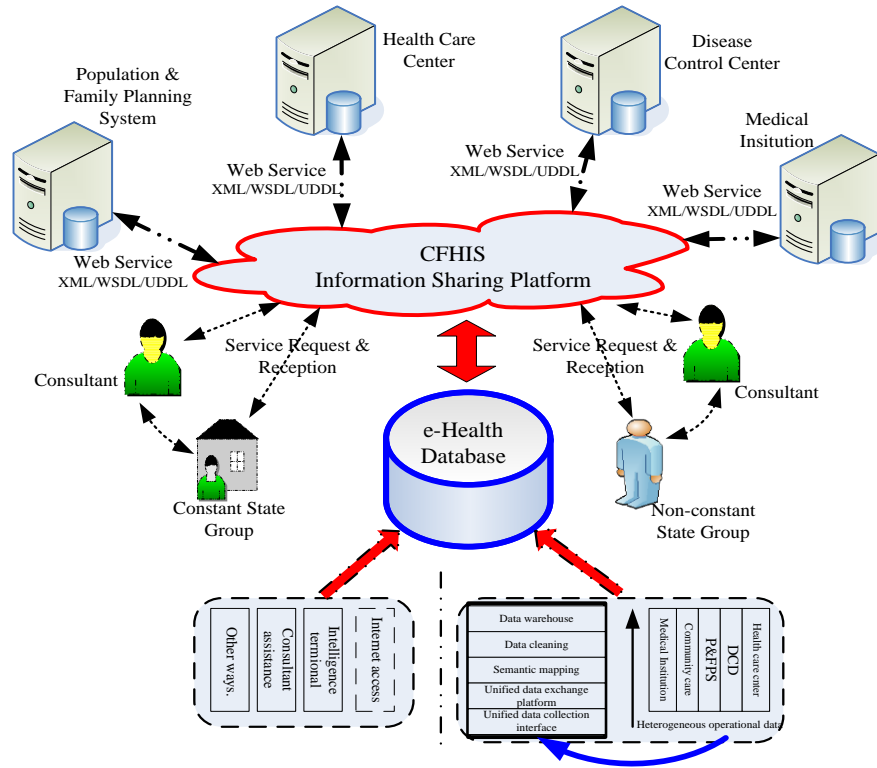 Health Care
Center
Disease
Control Center
Population &
Family Planning
System
Medical
Insitution
Web Service
XML/WSDL/UDDL
Web Service
XML/WSDL/UDDL
Web Service
XML/WSDL/UDDL
Web Service
XML/WSDL/UDDL
CFHIS
Information Sharing Platform
Service Request &
Reception
Service Request &
Reception
Consultant
Consultant
e-Health
Database
Constant State
Group
Non-constant
State Group
Other ways.
Consultant
assistance
Intelligence
termional
Internet access
Data warehouse
Data cleaning
Semantic mapping
Unified data exchange
platform
Unified data collection
interface
Medical Institution
Community care
P&FPS
DCD
Health care cnter
Heterogeneous operational data